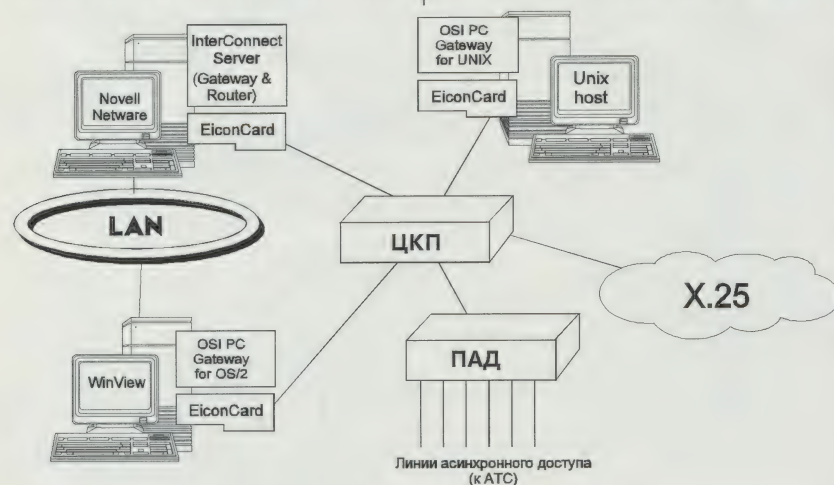 InterConnect
Server
(Gateway &
Router)
Novell
Netware
EiconCard
OSI PC
Gateway
for UNIX
EiconCard
Unix
host
LAN
ЦКП
X.25
OSI PC
Gateway
for OS/2
WinView
EiconCard
ПАД
Линии асинхронного доступа
(к АТС)